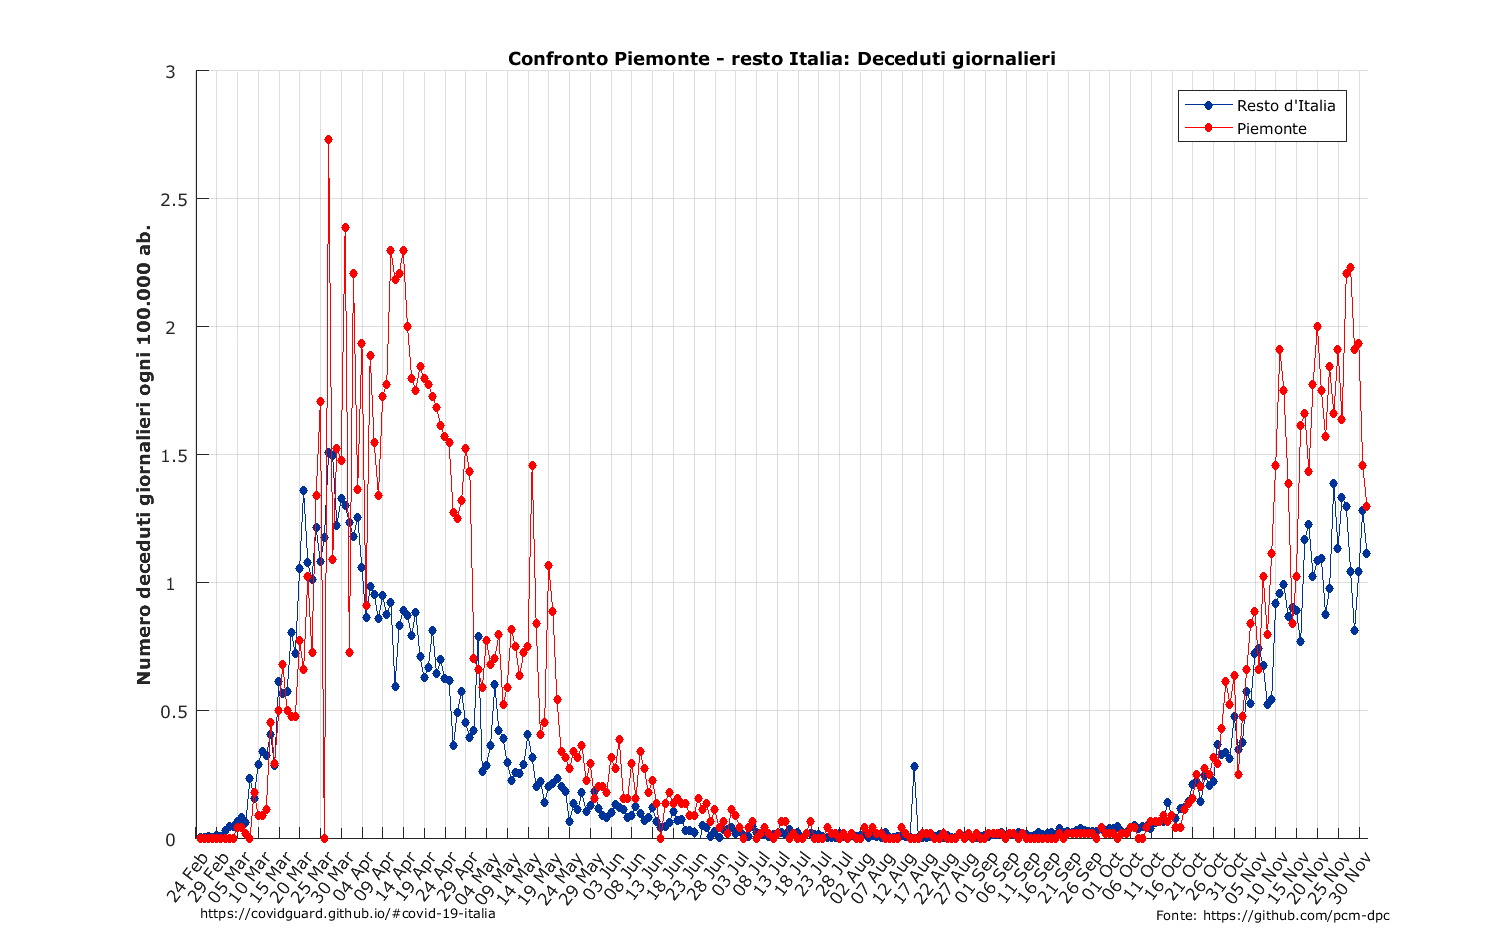 Confronto Piemonte - resto Italia: Deceduti giornalieri
Resto d'Italia
Piemonte
Numero deceduti giornalieri ogni 100.000 ab.
3
2.5
2
1.5
1
0.5
0
24 Feb
29 Feb
05 Mar
10 Mar
15 Mar
20 Mar
25 Mar
30 Mar
04 Apr
09 Apr
14 Apr
19 Apr
24 Apr
29 Apr
04 May
09 May
14 May
19 May
24 May
29 May
03 Jun
08 Jun
13 Jun
18 Jun
23 Jun
28 Jun
03 Jul
08 Jul
13 Jul
18 Jul
23 Jul
28 Jul
02 Aug
07 Aug
12 Aug
17 Aug
22 Aug
27 Aug
01 Sep
06 Sep
11 Sep
16 Sep
21 Sep
26 Sep
01 Oct
06 Oct
11 Oct
16 Oct
21 Oct
26 Oct
31 Oct
05 Nov
10 Nov
15 Nov
20 Nov
25 Nov
30 Nov
https://covidguard.github.io/#covid-19-italia
Fonte: https://github.com/pcm-dpc